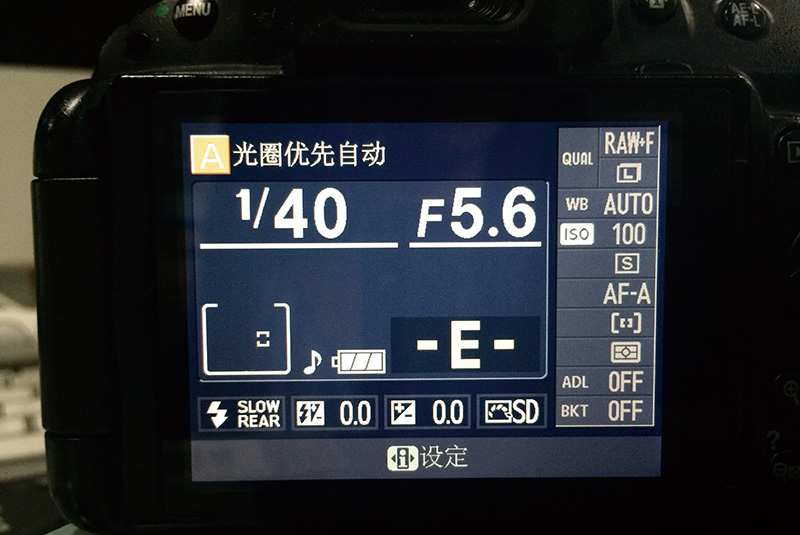 MENU
AE-L
AF-L
A 光圈优先自动
1/40 F5.6
-E-
SLOW REAR 0.0 0.0 SD
QUAL RAW+F
L
WB AUTO
ISO 100
S
AF-A
ADL OFF
BKT OFF
i 设定
?